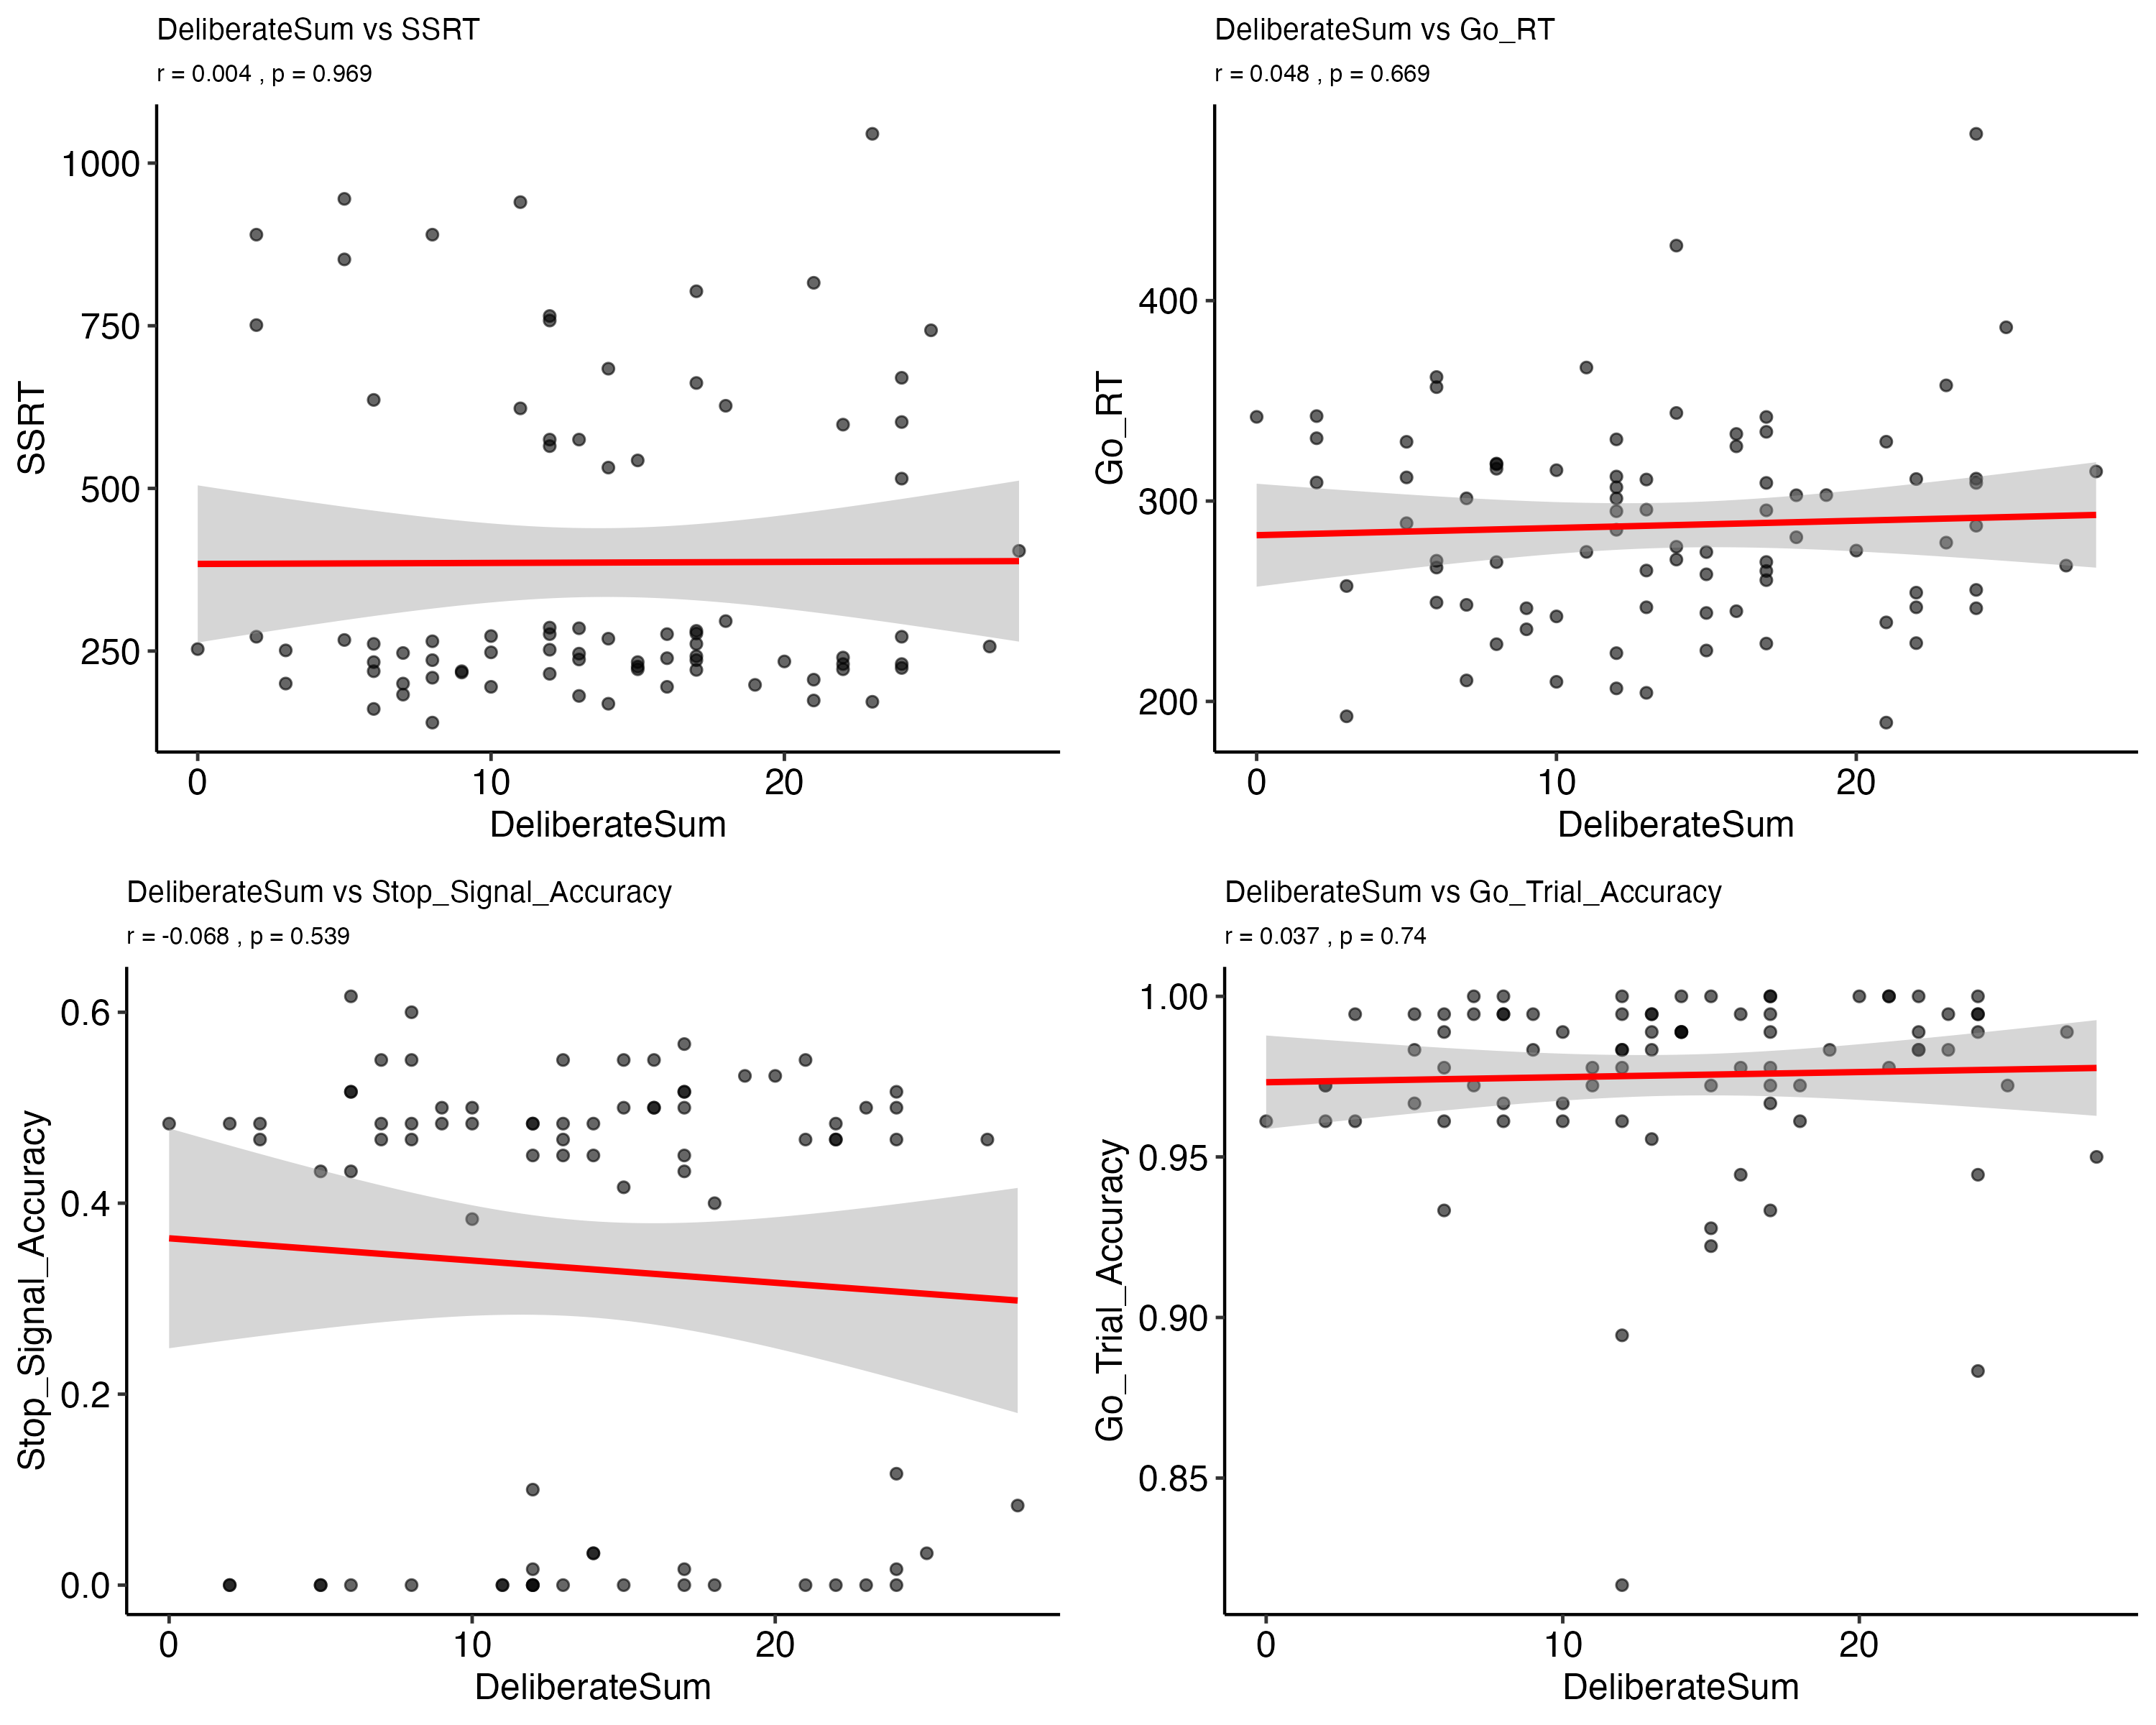 DeliberateSum vs SSRT
r = 0.004 , p = 0.969
1000
750
500
250
SSRT
0 10 20
DeliberateSum
DeliberateSum vs Go_RT
r = 0.048 , p = 0.669
400
300
200
Go_RT
0 10 20
DeliberateSum
DeliberateSum vs Stop_Signal_Accuracy
r = -0.068 , p = 0.539
0.6
0.4
0.2
0.0
Stop_Signal_Accuracy
0 10 20
DeliberateSum
DeliberateSum vs Go_Trial_Accuracy
r = 0.037 , p = 0.74
1.00
0.95
0.90
0.85
Go_Trial_Accuracy
0 10 20
DeliberateSum